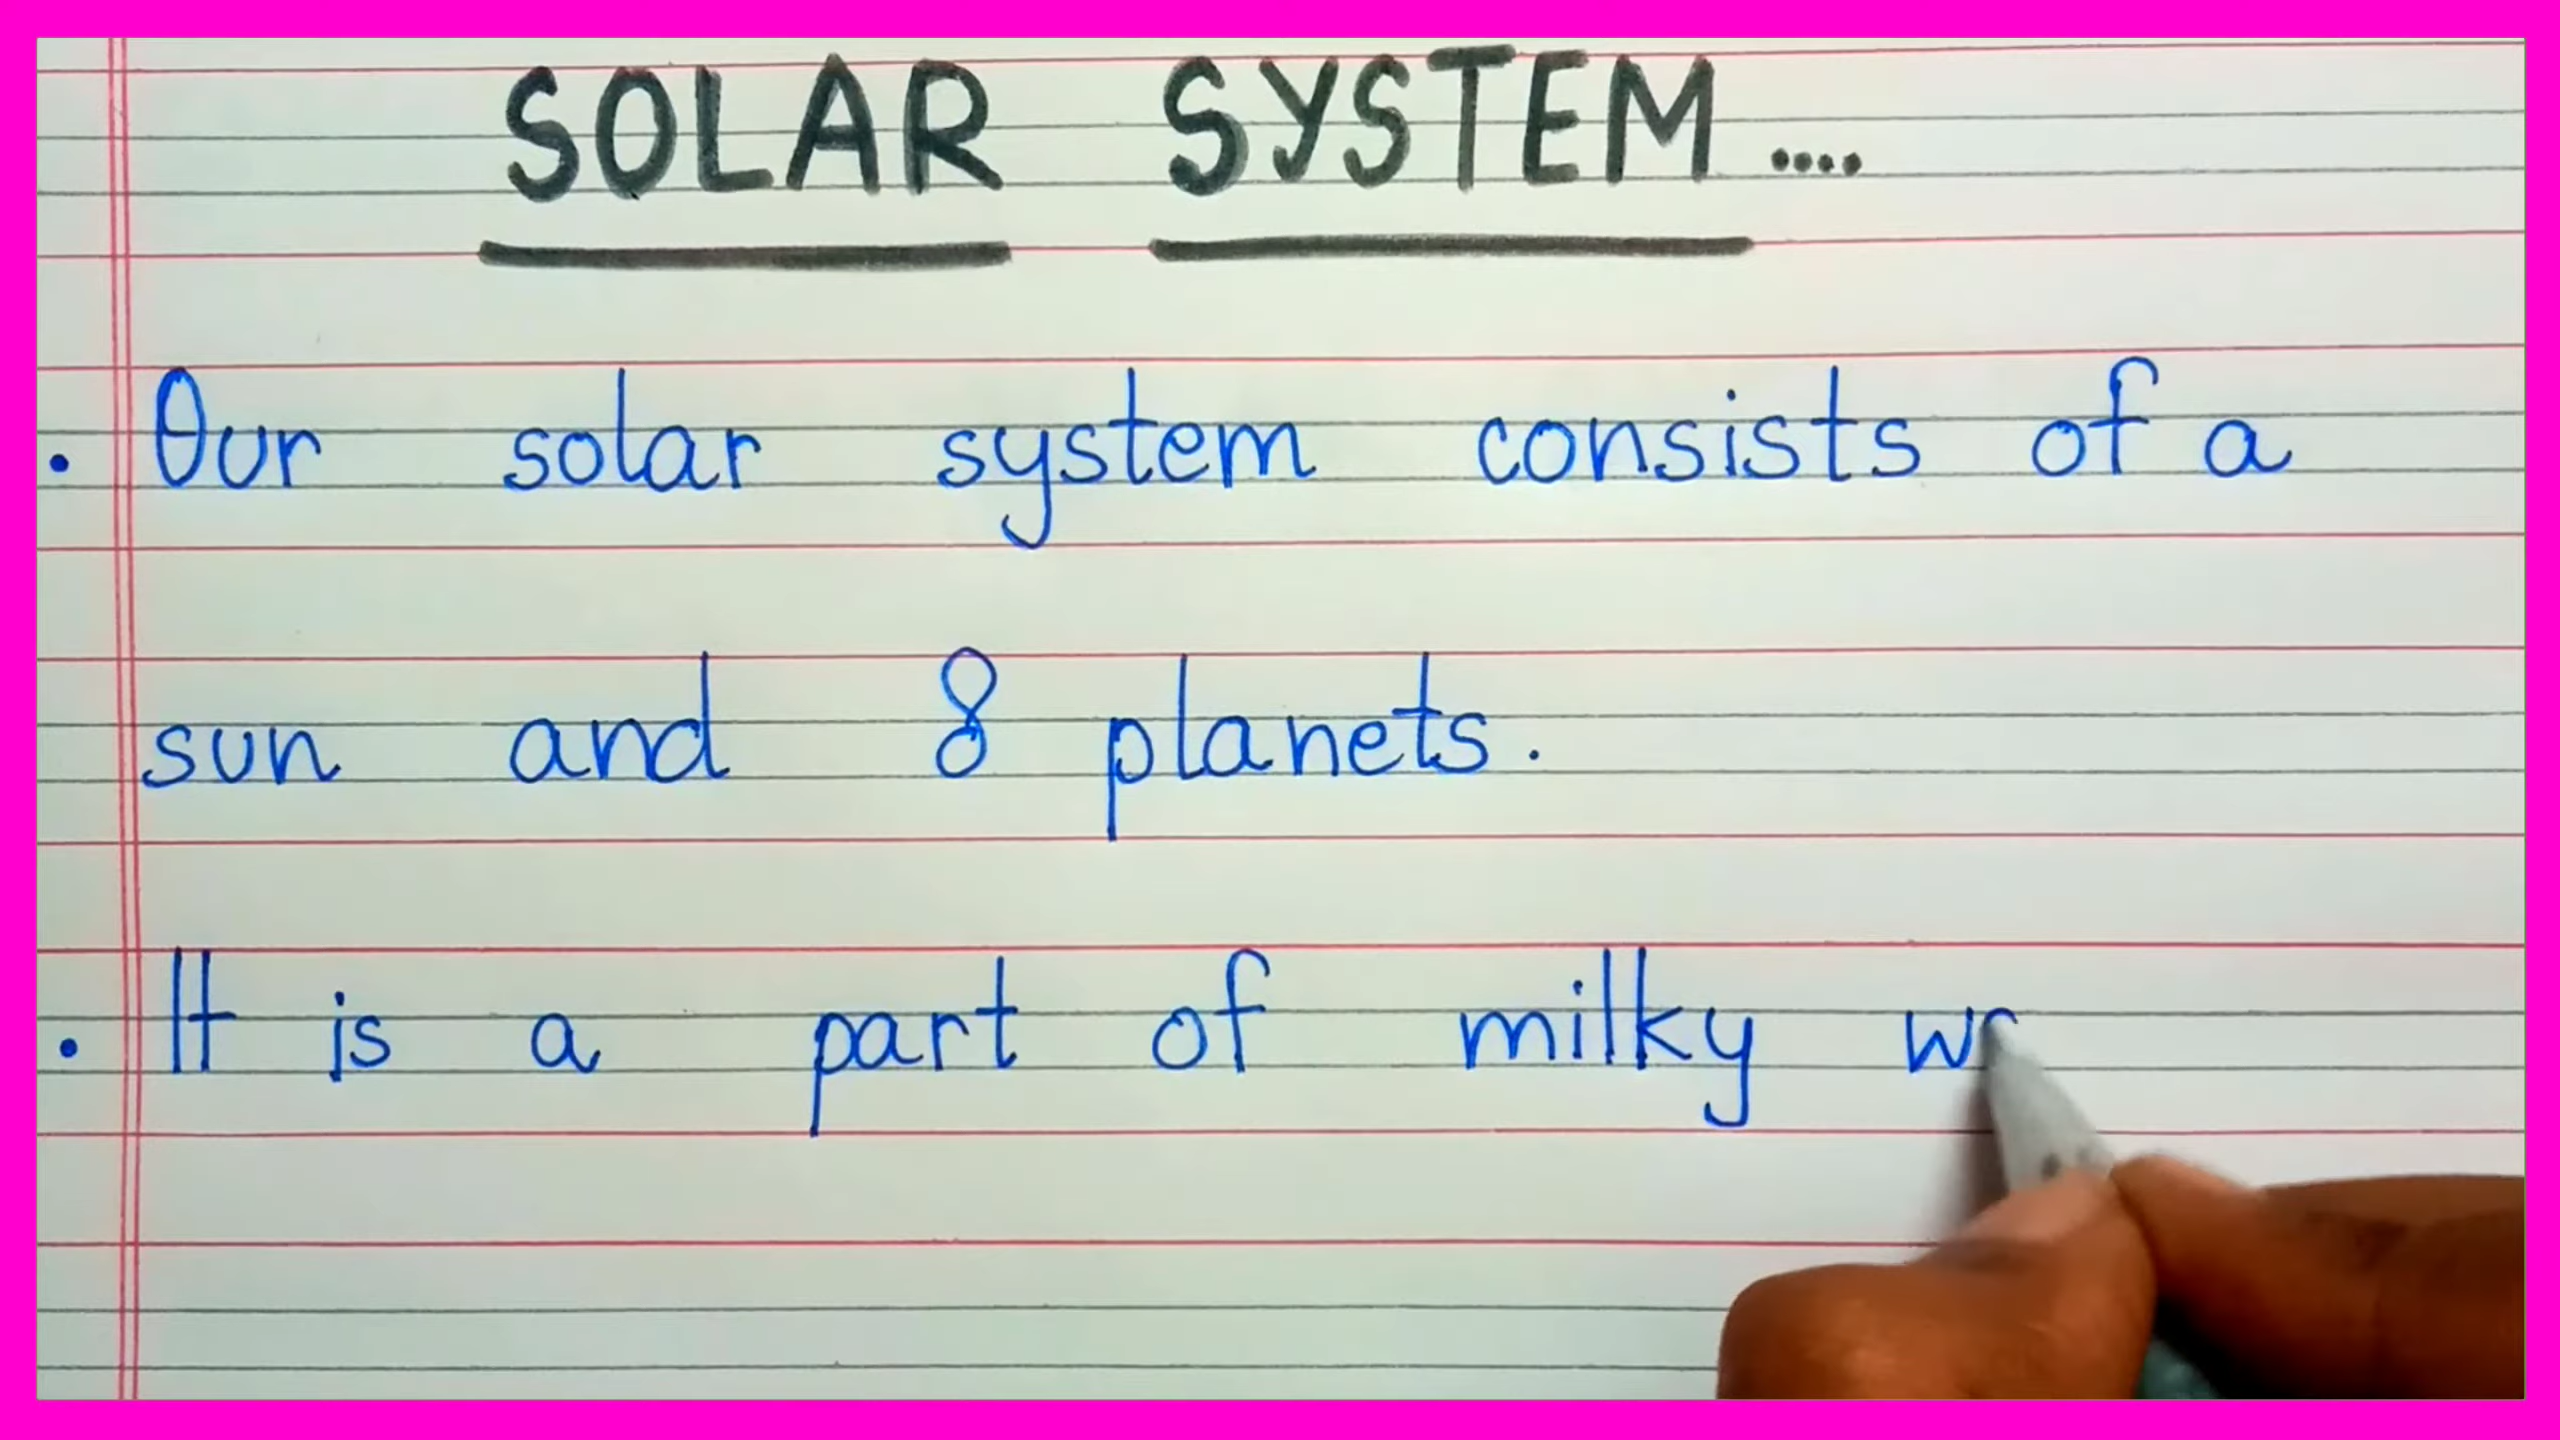 SOLAR SYSTEM....
. Our solar system consists of a
sun and 8 planets.
. It is a part of milky